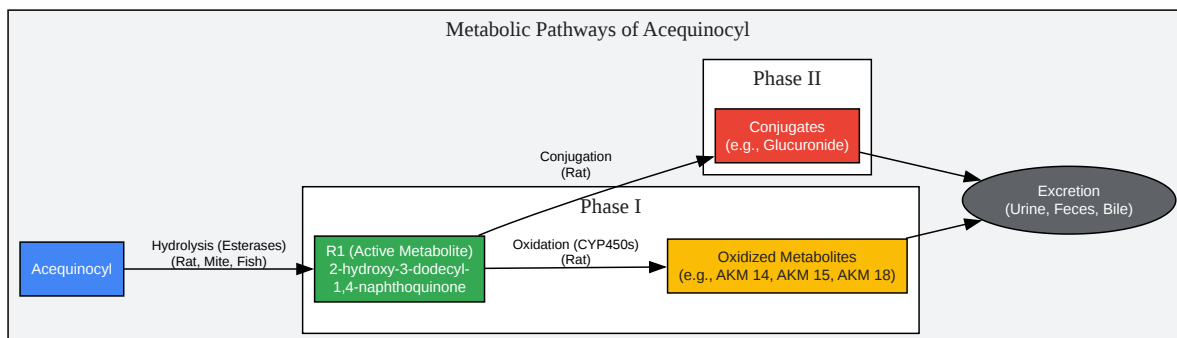 Metabolic Pathways of Acequinocyl
Phase II
Conjugates
(e.g., Glucuronide)
Conjugation
(Rat)
Excretion
(Urine, Feces, Bile)
Phase I
Acequinocyl
Hydrolysis (Esterases)
(Rat, Mite, Fish)
R1 (Active Metabolite)
2-hydroxy-3-dodecyl-
1,4-naphthoquinone
Oxidation (CYP450s)
(Rat)
Oxidized Metabolites
(e.g., AKM 14, AKM 15, AKM 18)